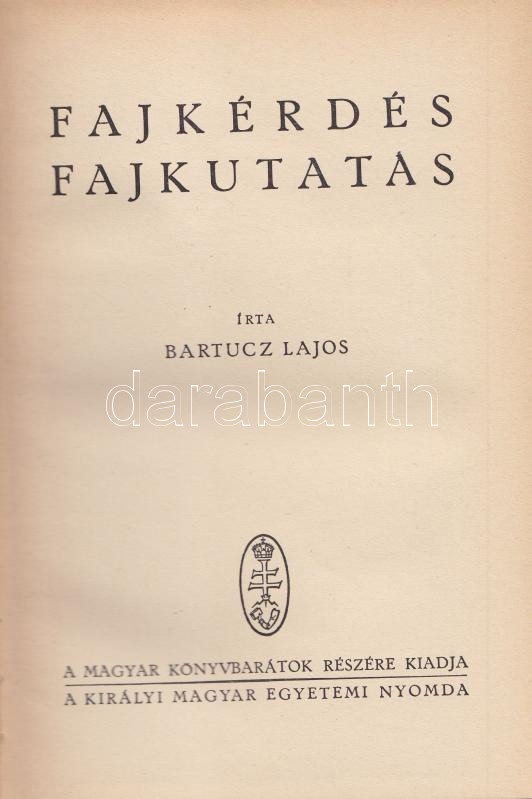 FAJKÉRDÉS
FAJKUTATÁS
ÍRTA
BARTUCZ LAJOS
darabanth
A MAGYAR KÖNYVBARÁTOK RÉSZÉRE KIADJA
A KIRÁLYI MAGYAR EGYETEMI NYOMDA